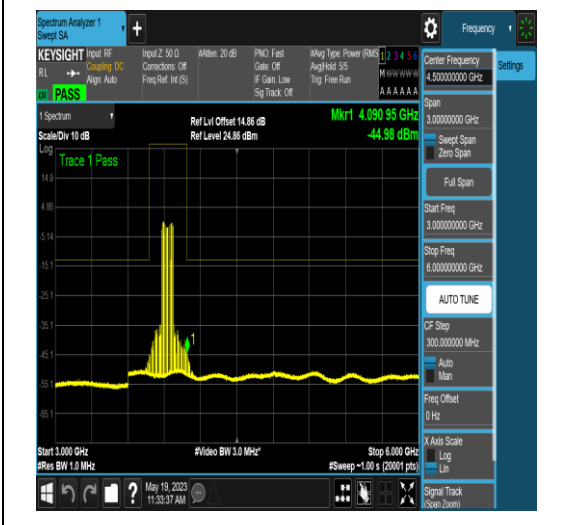 Spectrum Analyzer 1
Swept SA
+
Frequency
KEYSIGHT
RL
PASS
Input: RF
Coupling: DC
Align: Auto
Input Z: 50 Ω
Corrections: Off
Freq Ref: Int (S)
#Atten: 20 dB
PNO: Fast
Gate: Off
IF Gain: Low
Sig Track: Off
#Avg Type: Power (RMS
Avg|Hold: 5/5
Trig: Free Run
1 2 3 4 5 6
M W W W W W
A A A A A A
1 Spectrum
Scale/Div 10 dB
Ref Lvl Offset 14.86 dB
Ref Level 24.86 dBm
Mkr1 4.090 95 GHz
-44.98 dBm
Log
Trace 1 Pass
14.9
4.86
-5.14
-15.1
-25.1
-35.1
-45.1
-55.1
-65.1
1
Start 3.000 GHz
#Res BW 1.0 MHz
#Video BW 3.0 MHz*
Stop 6.000 GHz
#Sweep ~1.00 s (20001 pts)
?
May 19, 2023
11:33:37 AM
Center Frequency
4.500000000 GHz
Settings
Span
3.00000000 GHz
Swept Span
Zero Span
Full Span
Start Freq
3.000000000 GHz
Stop Freq
6.000000000 GHz
AUTO TUNE
CF Step
300.000000 MHz
Auto
Man
Freq Offset
0 Hz
X Axis Scale
Log
Lin
Signal Track
(Span Zoom)